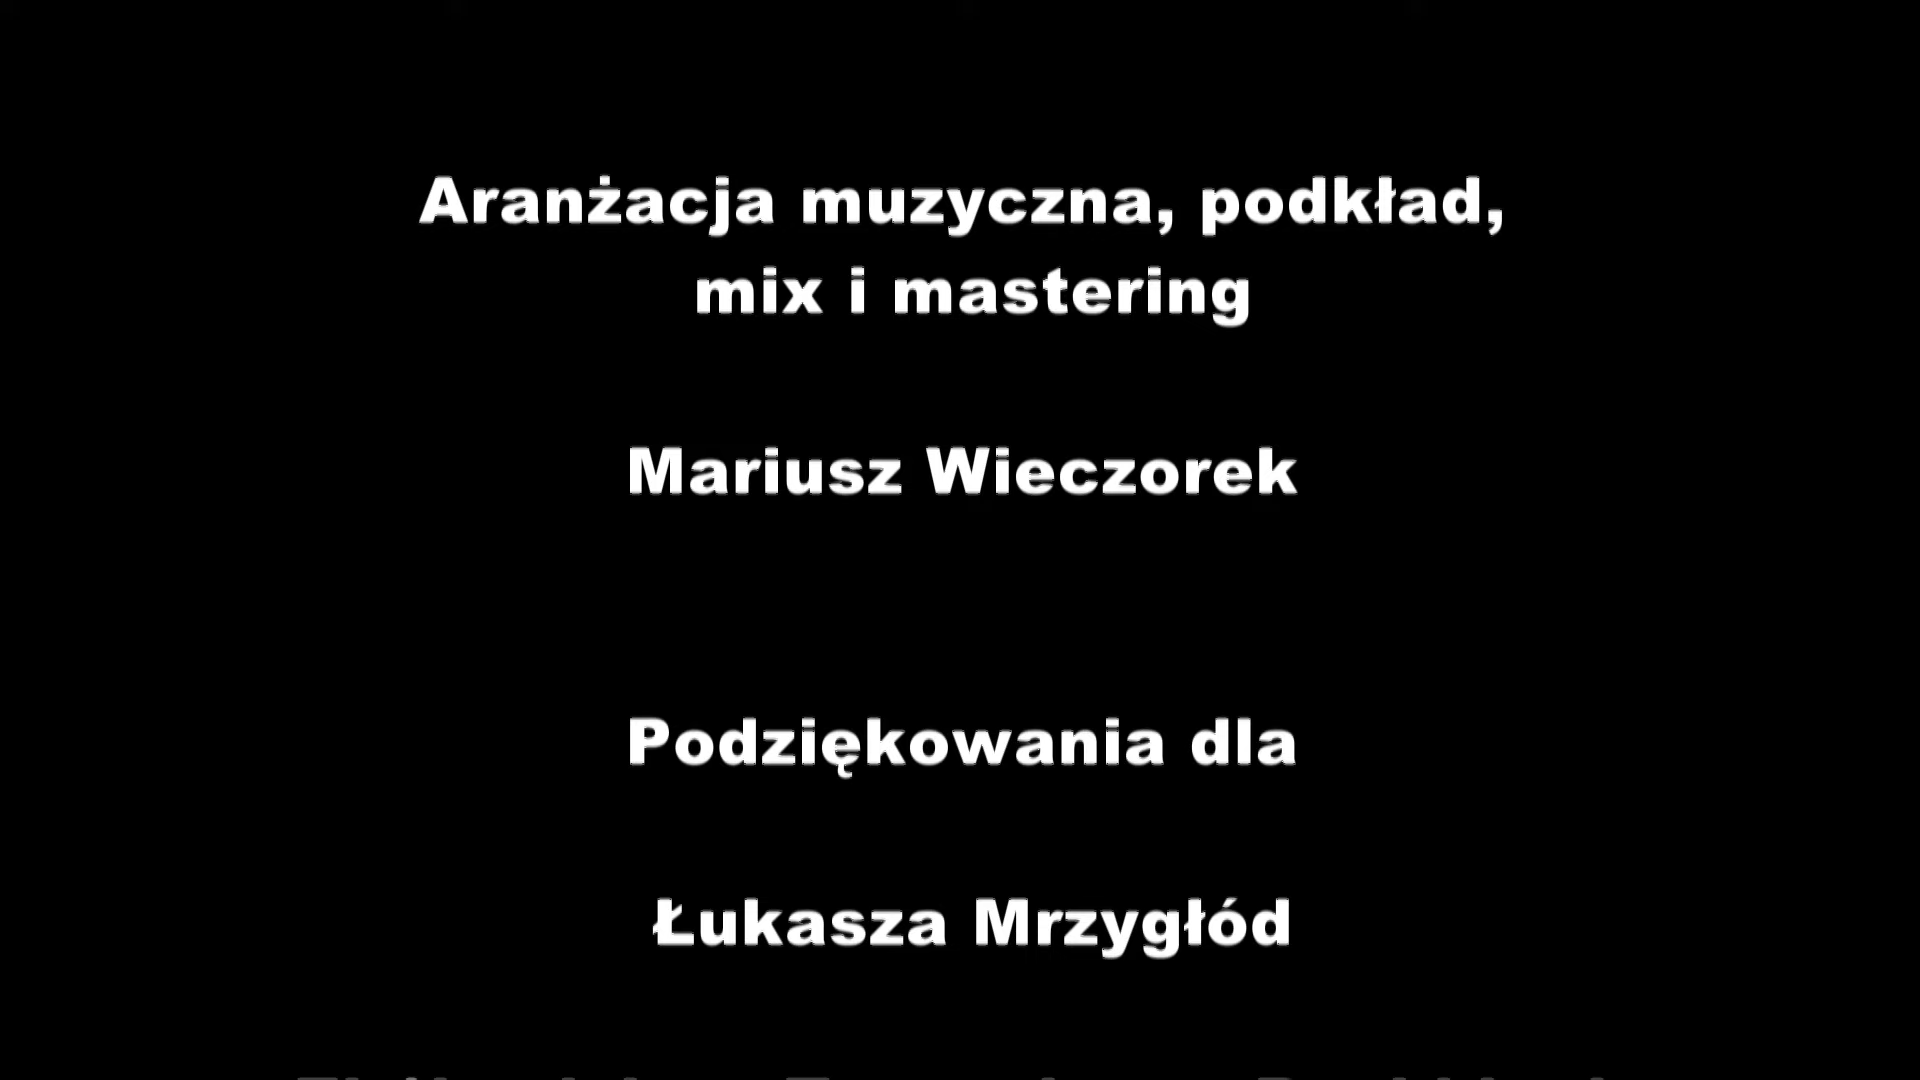 Aranżacja muzyczna, podkład,
mix i mastering
Mariusz Wieczorek
Podziękowania dla
Łukasza Mrzygłód